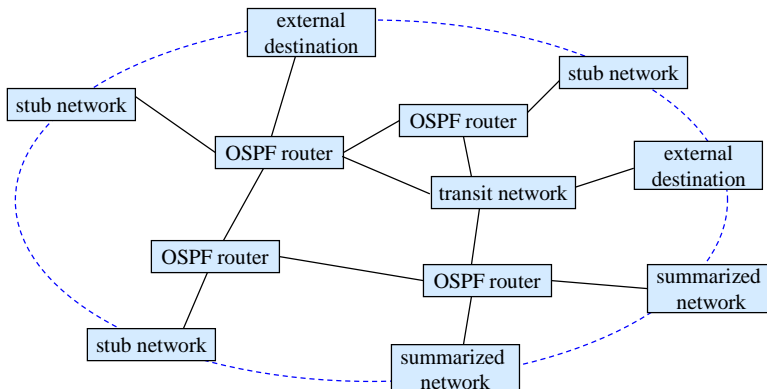 external
destination
stub network
stub network
OSPF router
OSPF router
external
destination
transit network
OSPF router
OSPF router
summarized
network
stub network
summarized
network